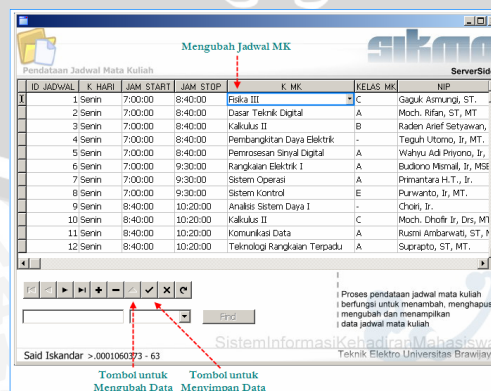 Mengubah Jadwal MK
Pendataan Jadwal Mata Kuliah
ServerSid
ID JADWAL K HARI JAM START JAM STOP K MK KELAS MK NIP
1 Senin 7:00:00 8:40:00 Fisika III C Gaguk Asmungi, ST.
2 Senin 7:00:00 8:40:00 Dasar Teknik Digital A Moch. Rifan, ST, MT
3 Senin 7:00:00 8:40:00 Kalkulus II B Raden Arief Setyawan,
4 Senin 7:00:00 8:40:00 Pembangkitan Daya Elektrik - Teguh Utomo, Ir, MT.
5 Senin 7:00:00 8:40:00 Pemrosesan Sinyal Digital A Wahyu Adi Priyono, Ir,
6 Senin 7:00:00 9:30:00 Rangkaian Elektrik I A Budiono Mismail, Ir, MSE
7 Senin 7:00:00 9:30:00 Sistem Operasi A Primantara H.T., Ir.
8 Senin 7:00:00 9:30:00 Sistem Kontrol E Purwanto, Ir, MT.
9 Senin 8:40:00 10:20:00 Analisis Sistem Daya I - Choiri, Ir.
10 Senin 8:40:00 10:20:00 Kalkulus II C Moch. Dhofir Ir, Drs, MT
11 Senin 8:40:00 10:20:00 Komunikasi Data A Rusmi Ambarwati, ST,
12 Senin 8:40:00 10:20:00 Teknologi Rangkaian Terpadu A Suprapto, ST, MT.
Find
Proses pendataan jadwal mata kuliah
berfungsi untuk menambah, menghapus
mengubah dan menampilkan
data jadwal mata kuliah
SistemInformasiKehadiranMahasisw
Said Iskandar >.0001060373 - 63
Teknik Elektro Universitas Brawijay
Tombol untuk Mengubah Data
Tombol untuk Menyimpan Data